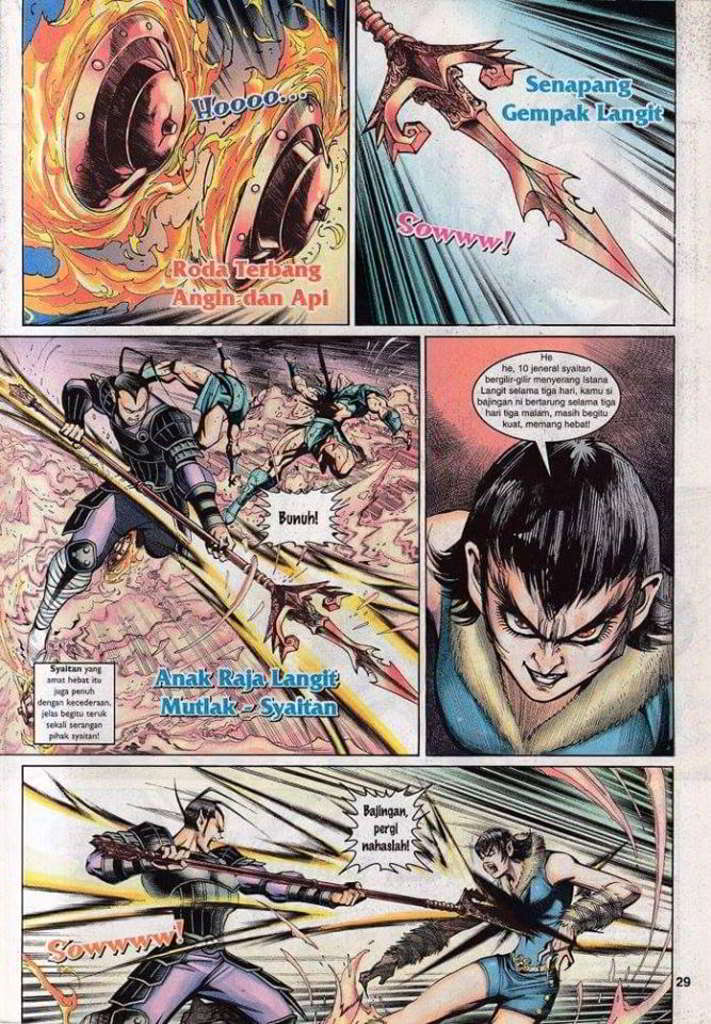 Hoooo...
Roda Terbang
Angin dan Api
Senapang
Gempak Langit
Sowww!
Bunuh!
Syaitan yang
amat hebat itu
juga penuh
dengan kecederaan,
jelas begitu teruk
sekali serangan
pihak syaitan!
Anak Raja Langit
Mutlak - Syaitan
He
he, 10 jeneral syaitan
bergilir-gilir menyerang Istana
Langit selama tiga hari, kamu si
bajingan ni bertarung selama tiga
hari tiga malam, masih begitu
kuat, memang hebat!
Bajingan,
pergi
nahaslah!
Sowwww!
29